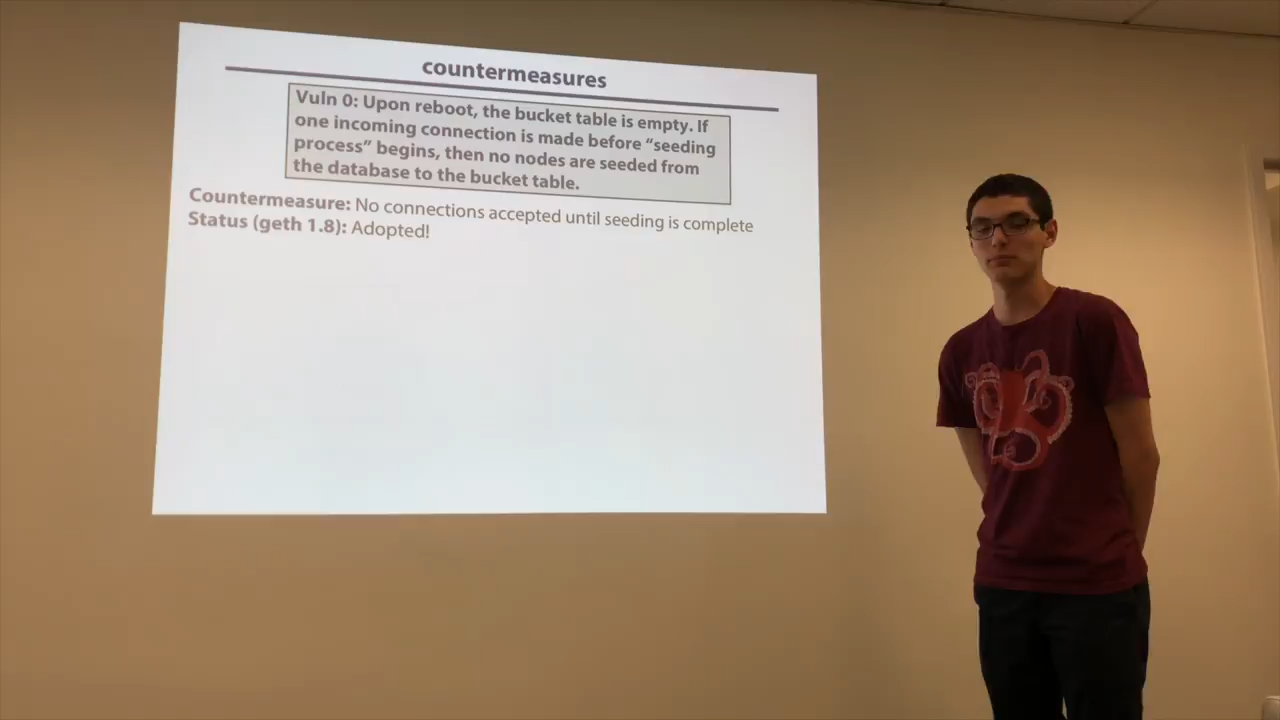 countermeasures
Vuln 0: Upon reboot, the bucket table is empty. If
one incoming connection is made before “seeding
process” begins, then no nodes are seeded from
the database to the bucket table.
Countermeasure: No connections accepted until seeding is complete
Status (geth 1.8): Adopted!